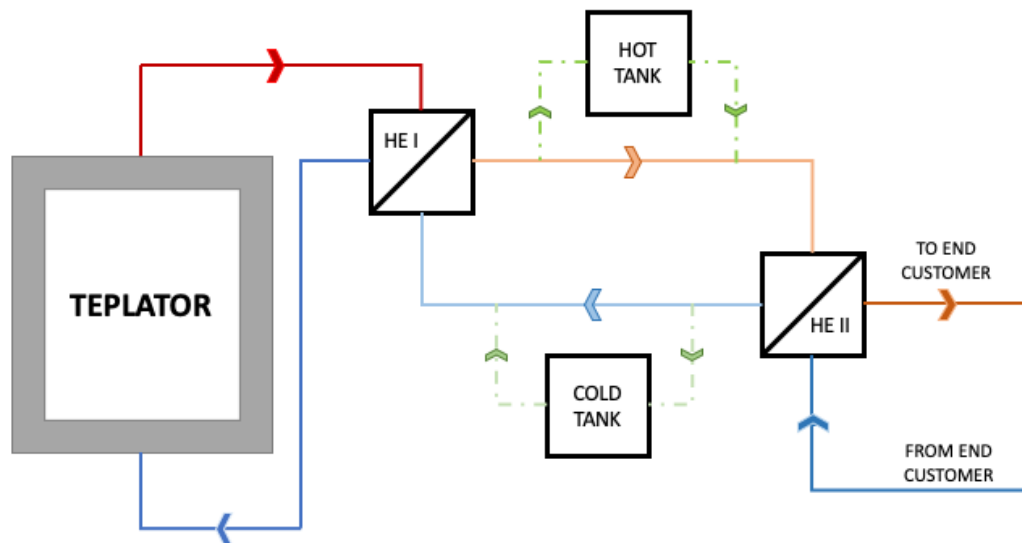 HOT
TANK
HE I
TEPLATOR
TO END
CUSTOMER
HE II
COLD
TANK
FROM END
CUSTOMER